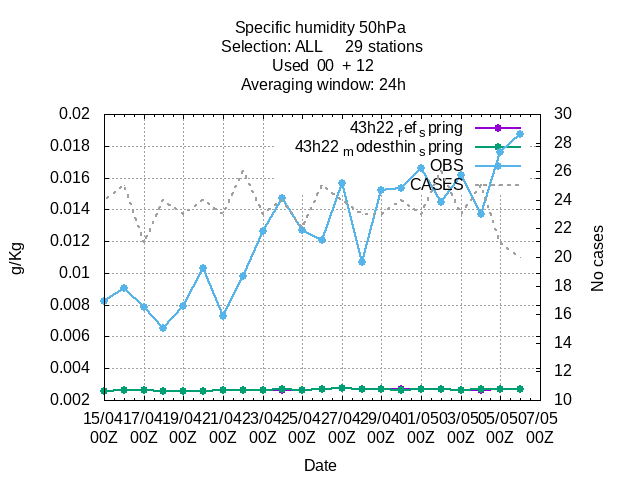 Specific humidity 50hPa
Selection: ALL 29 stations
Used 00 + 12
Averaging window: 24h
0.02
0.018
0.016
0.014
0.012
0.01
0.008
0.006
0.004
0.002
g/Kg
43h22 ref spring
43h22 modesthin spring
OBS
CASES
30
28
26
24
22
20
18
16
14
12
10
No cases
15/04 17/04 19/04 21/04 23/04 25/04 27/04 29/04 01/05 03/05 05/05 07/05
00Z 00Z 00Z 00Z 00Z 00Z 00Z 00Z 00Z 00Z 00Z 00Z
Date